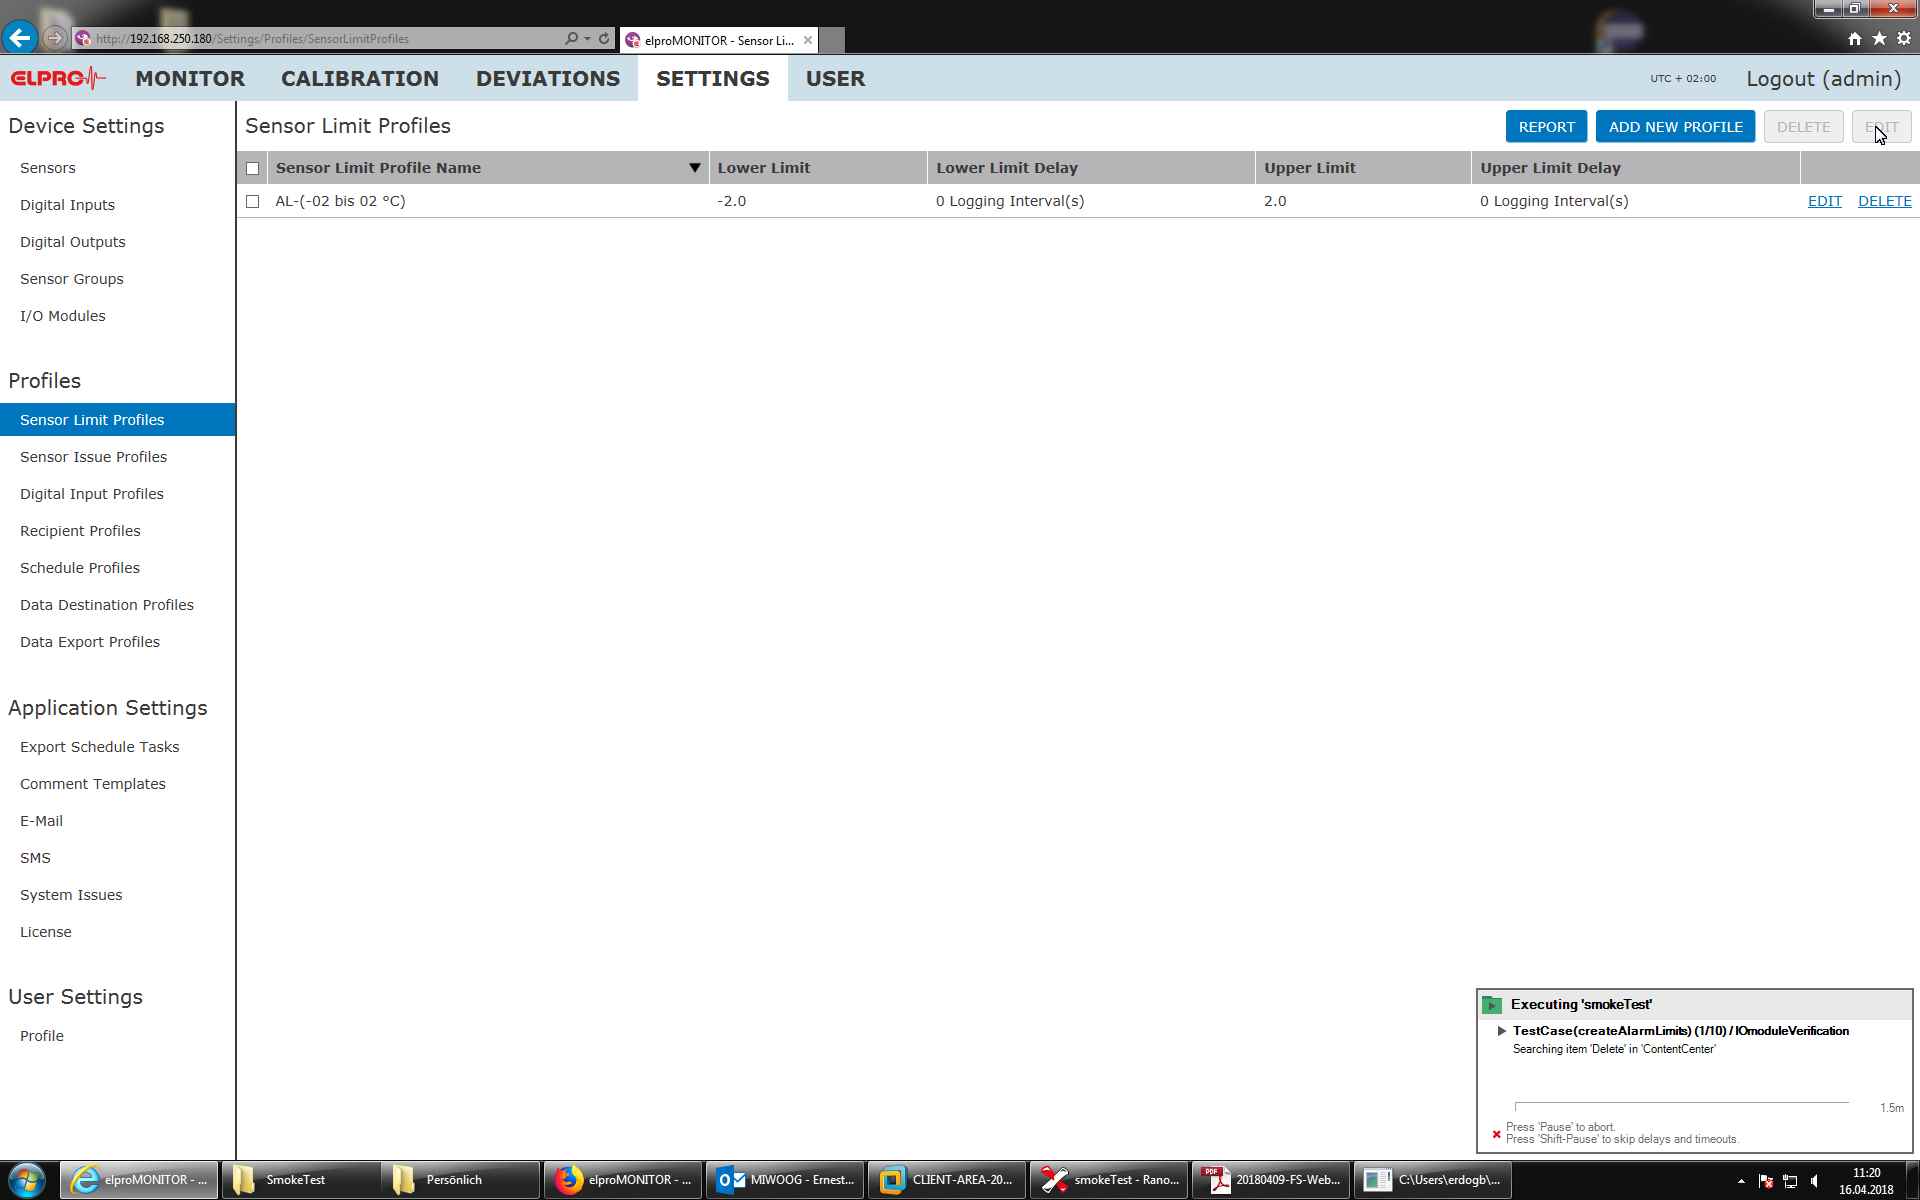 http://192.168.250.180/Settings/Profiles/SensorLimitProfiles
elproMONITOR - Sensor Li...
ELPRO
MONITOR
CALIBRATION
DEVIATIONS
SETTINGS
USER
UTC + 02:00
Logout (admin)
Device Settings
Sensors
Digital Inputs
Digital Outputs
Sensor Groups
I/O Modules
Profiles
Sensor Limit Profiles
Sensor Issue Profiles
Digital Input Profiles
Recipient Profiles
Schedule Profiles
Data Destination Profiles
Data Export Profiles
Application Settings
Export Schedule Tasks
Comment Templates
E-Mail
SMS
System Issues
License
User Settings
Profile
Sensor Limit Profiles
REPORT
ADD NEW PROFILE
DELETE
EDIT
Sensor Limit Profile Name
Lower Limit
Lower Limit Delay
Upper Limit
Upper Limit Delay
AL-(-02 bis 02 °C)
-2.0
0 Logging Interval(s)
2.0
0 Logging Interval(s)
EDIT
DELETE
Executing 'smokeTest'
TestCase(createAlarmLimits) (1/10) / IOmoduleVerification
Searching item 'Delete' in 'ContentCenter'
1.5m
Press 'Pause' to abort.
Press 'Shift-Pause' to skip delays and timeouts.
elproMONITOR - ...
SmokeTest
Persönlich
elproMONITOR - ...
MIWOOG - Ernest...
CLIENT-AREA-20...
smokeTest - Rano...
PDF
20180409-FS-Web...
C:\Users\erdogb\...
11:20
16.04.2018